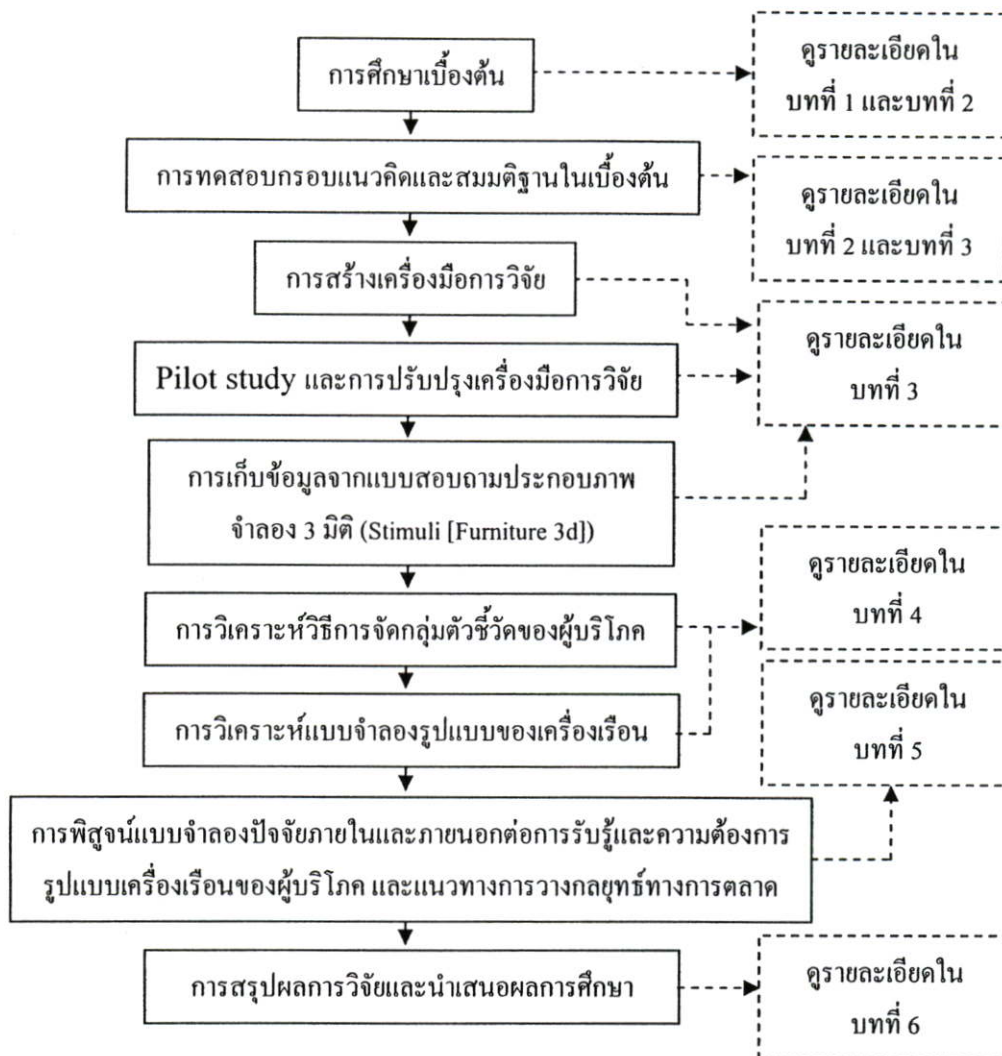 การศึกษาเบื้องต้น
ดูรายละเอียดใน
บทที่ 1 และบทที่ 2
การทดสอบกรอบแนวคิดและสมมติฐานในเบื้องต้น
ดูรายละเอียดใน
บทที่ 2 และบทที่ 3
การสร้างเครื่องมือการวิจัย
Pilot study และการปรับปรุงเครื่องมือการวิจัย
ดูรายละเอียดใน
บทที่ 3
การเก็บข้อมูลจากแบบสอบถามประกอบภาพ
จำลอง 3 มิติ (Stimuli [Furniture 3d])
การวิเคราะห์วิธีการจัดกลุ่มตัวชี้วัดของผู้บริโภค
ดูรายละเอียดใน
บทที่ 4
การวิเคราะห์แบบจำลองรูปแบบของเครื่องเรือน
ดูรายละเอียดใน
บทที่ 5
การพิสูจน์แบบจำลองปัจจัยภายในและภายนอกต่อการรับรู้และความต้องการ
รูปแบบเครื่องเรือนของผู้บริโภค และแนวทางการวางกลยุทธ์ทางการตลาด
การสรุปผลการวิจัยและนำเสนอผลการศึกษา
ดูรายละเอียดใน
บทที่ 6